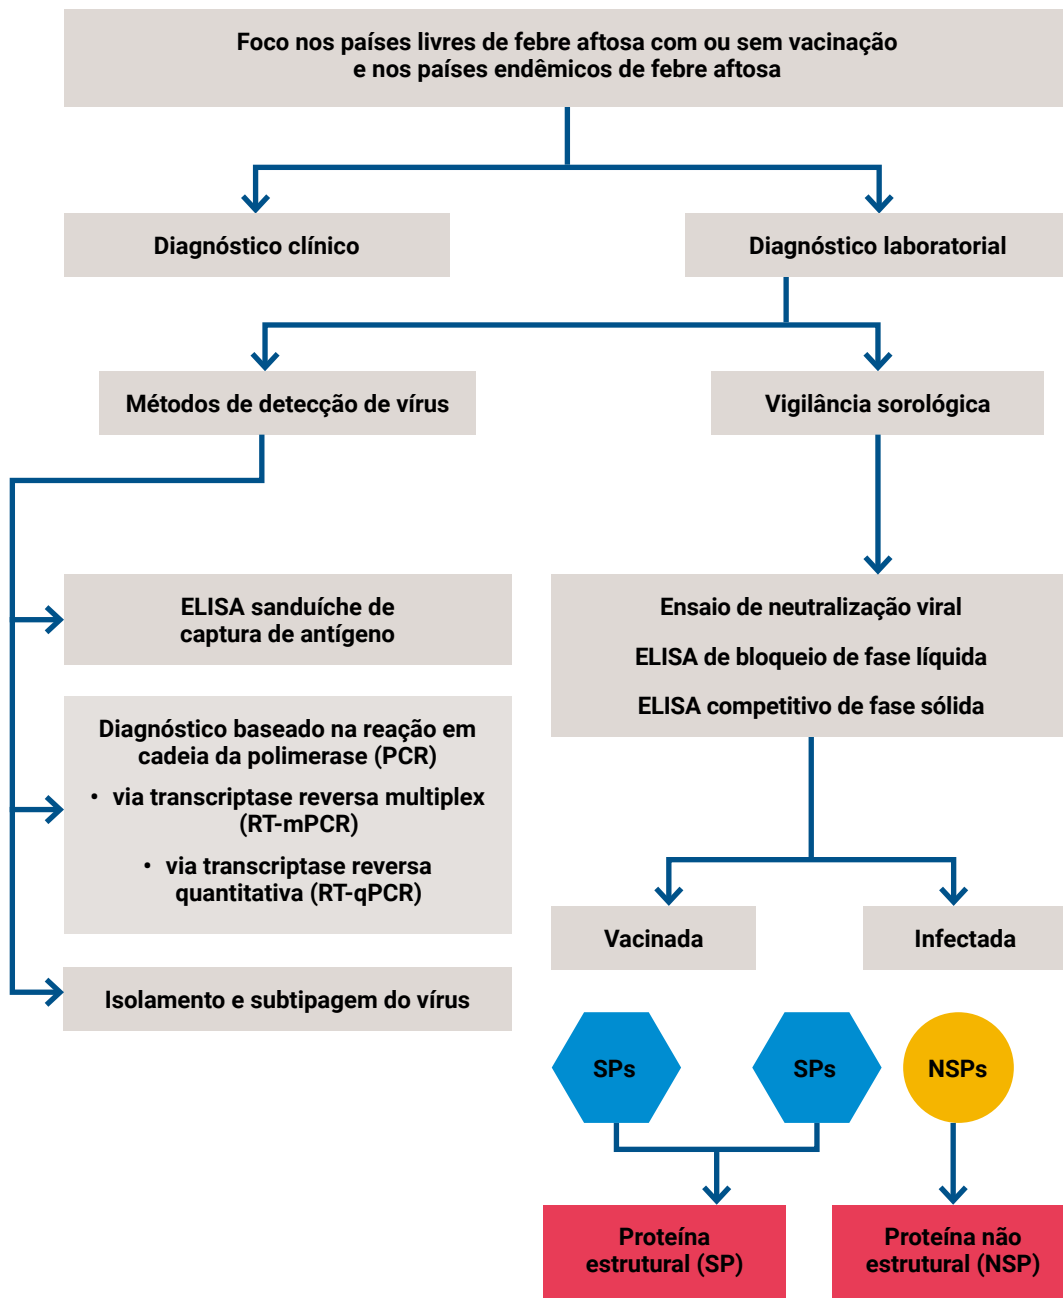 Foco nos países livres de febre aftosa com ou sem vacinação
e nos países endêmicos de febre aftosa
Diagnóstico clínico
Diagnóstico laboratorial
Métodos de detecção de vírus
Vigilância sorológica
ELISA sanduíche de
captura de antígeno
Diagnóstico baseado na reação em
cadeia da polimerase (PCR)
• via transcriptase reversa multiplex
(RT-mPCR)
• via transcriptase reversa
quantitativa (RT-qPCR)
Isolamento e subtipagem do vírus
Ensaio de neutralização viral
ELISA de bloqueio de fase líquida
ELISA competitivo de fase sólida
Vacinada
Infectada
SPs
SPs
NSPs
Proteína
estrutural (SP)
Proteína não
estrutural (NSP)